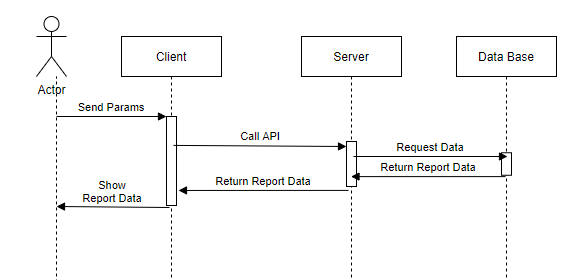 Client
Server
Data Base
Actor
Send Params
Call API
Request Data
Return Report Data
Return Report Data
Show
Report Data